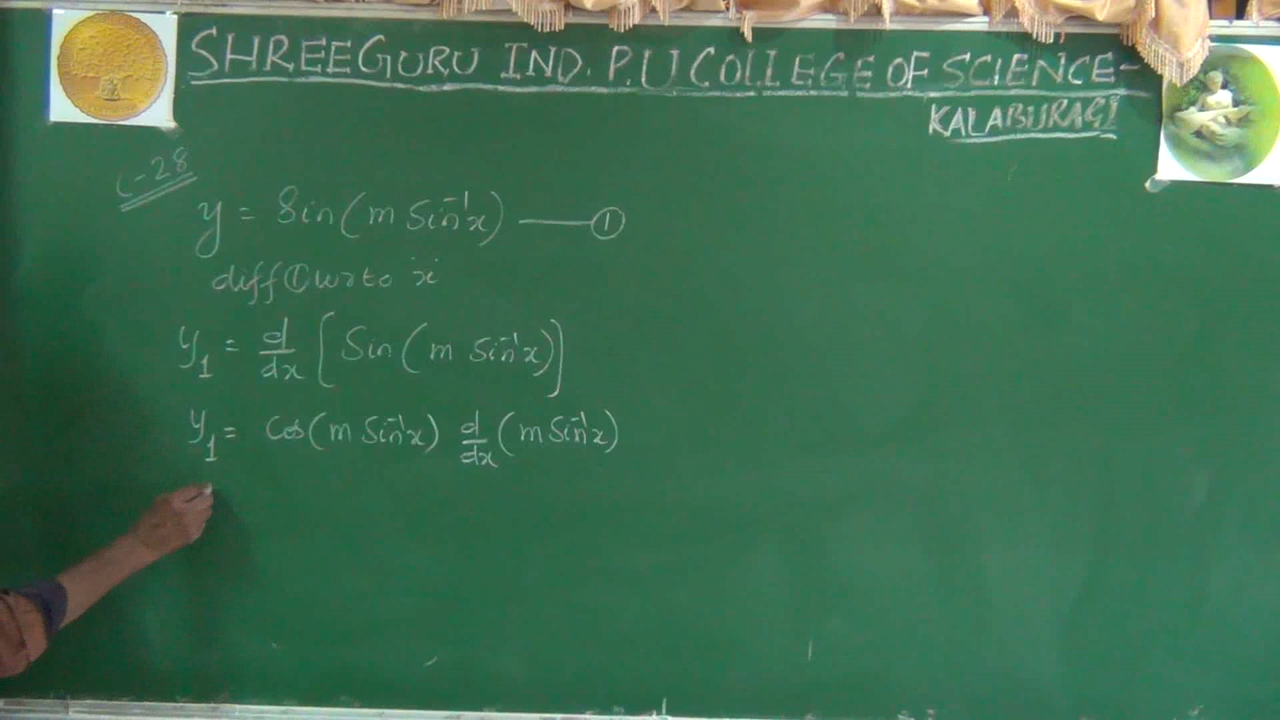 SHREEGURU IND. P.U COLLEGE OF SCIENCE-
KALABURAGI
L-28
y = Sin(m Sin⁻¹x) —— ①
diff ① w r to 'x'
y₁ = d/dx [Sin(m Sin⁻¹x)]
y₁ = Cos(m Sin⁻¹x) d/dx (m Sin⁻¹x)